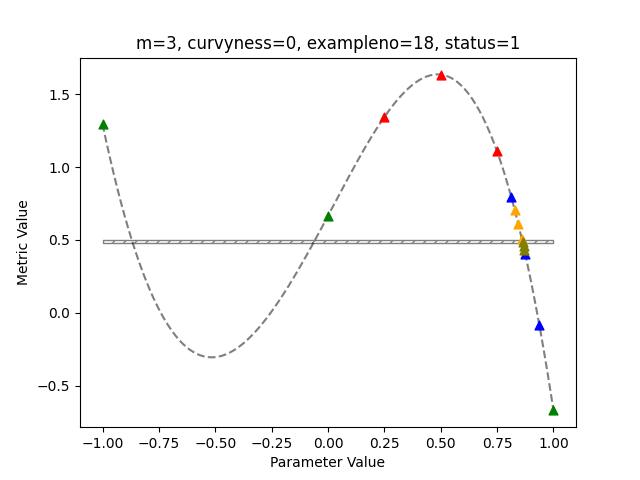 m=3, curvyness=0, exampleno=18, status=1
Metric Value
1.5
1.0
0.5
0.0
−0.5
−1.00 −0.75 −0.50 −0.25 0.00 0.25 0.50 0.75 1.00
Parameter Value